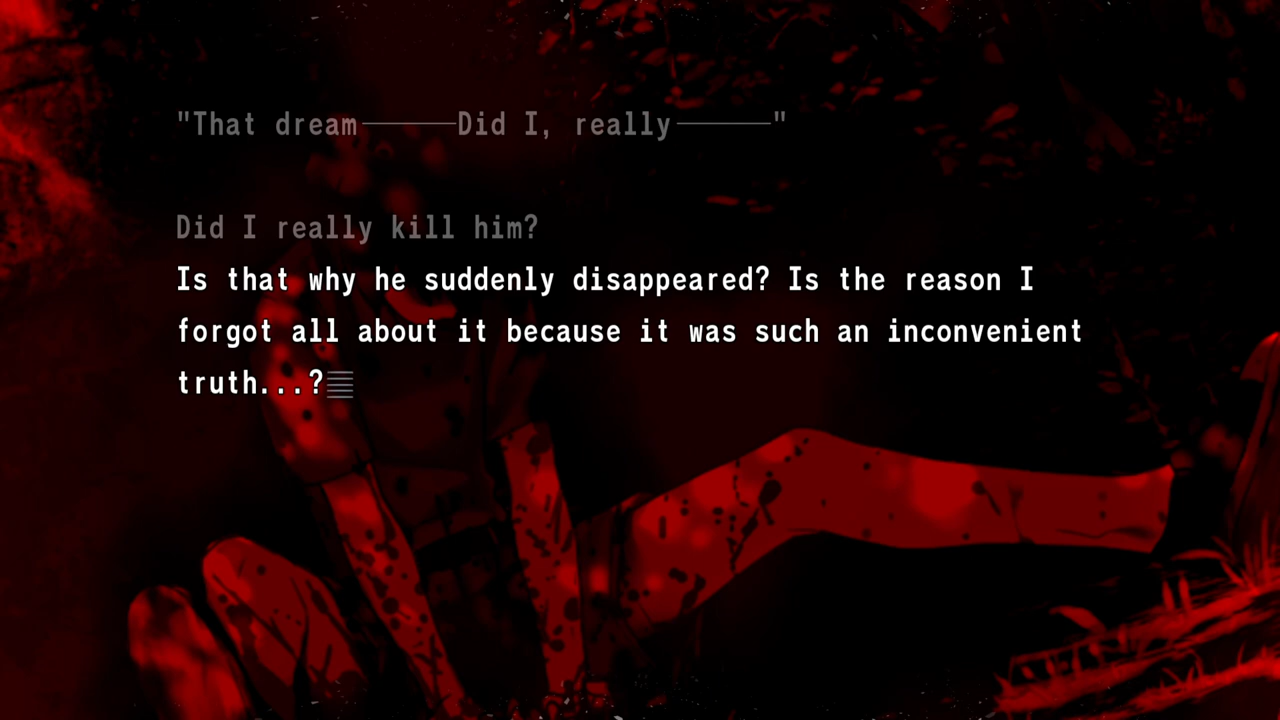 "That dream———Did I, really———"
Did I really kill him?
Is that why he suddenly disappeared? Is the reason I
forgot all about it because it was such an inconvenient
truth...?